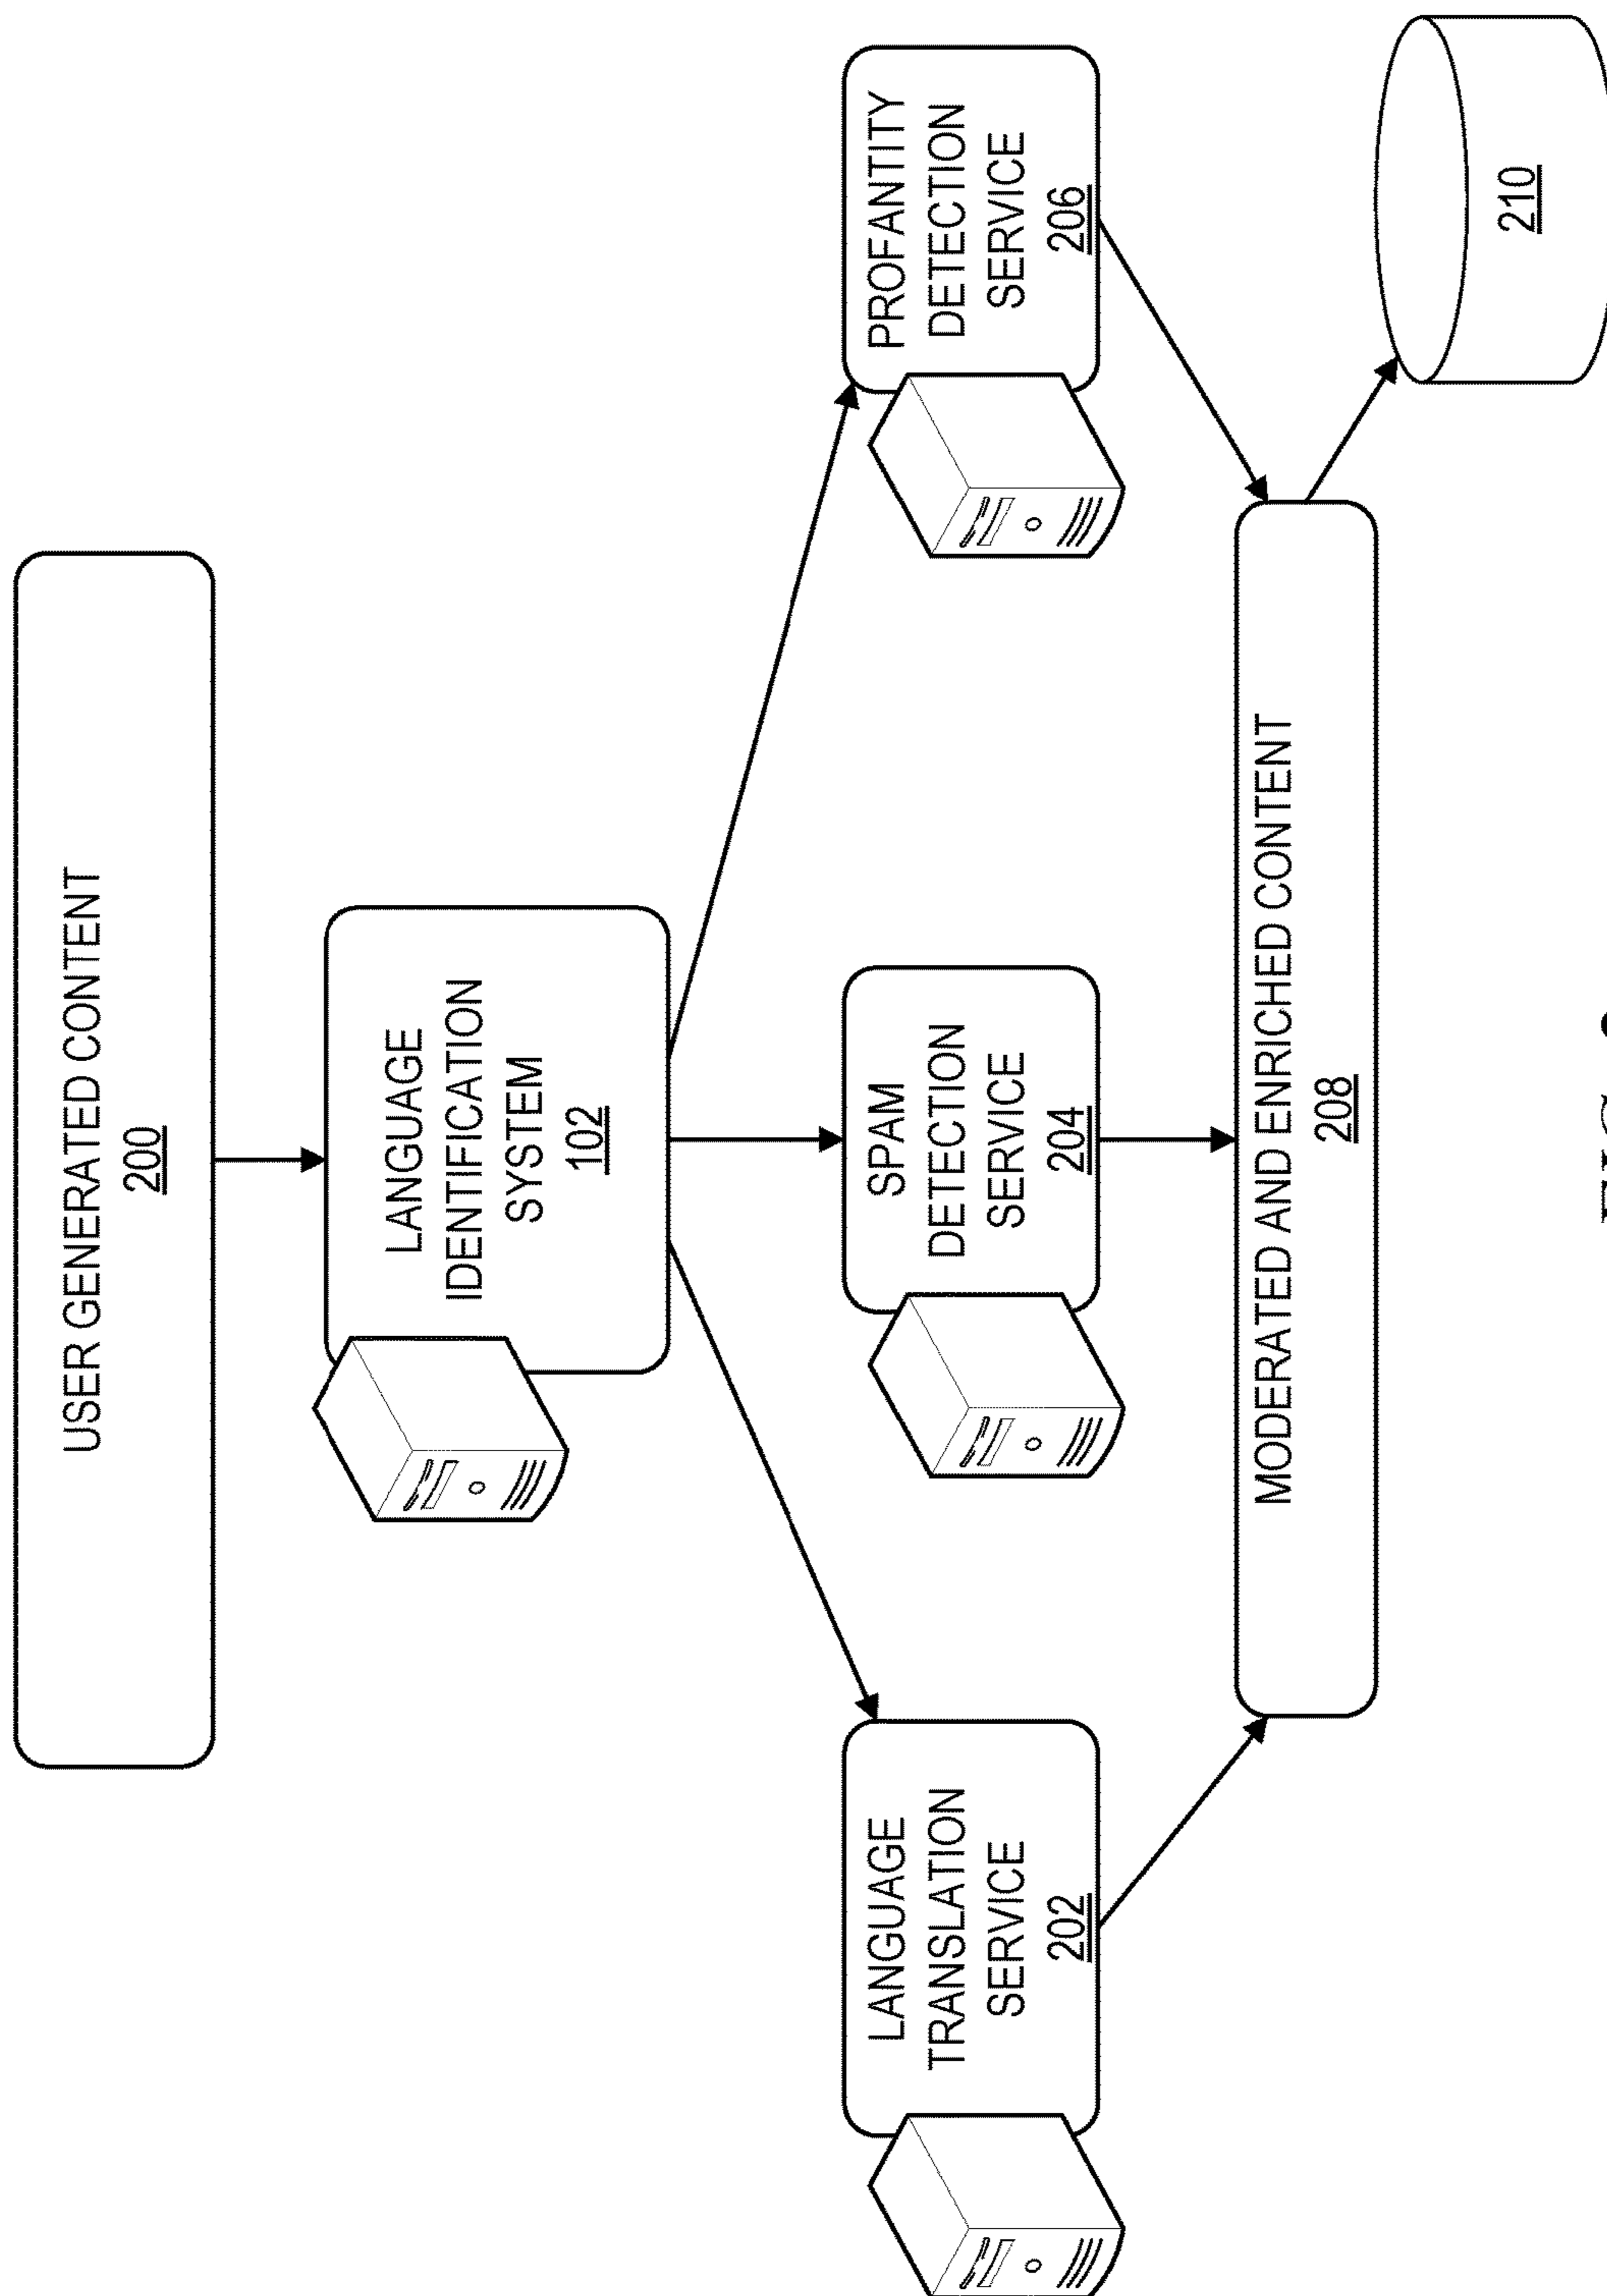 USER GENERATED CONTENT
200
LANGUAGE
IDENTIFICATION
SYSTEM
102
LANGUAGE
TRANSLATION
SERVICE
202
SPAM
DETECTION
SERVICE
204
PROFANTITY
DETECTION
SERVICE
206
MODERATED AND ENRICHED CONTENT
208
210